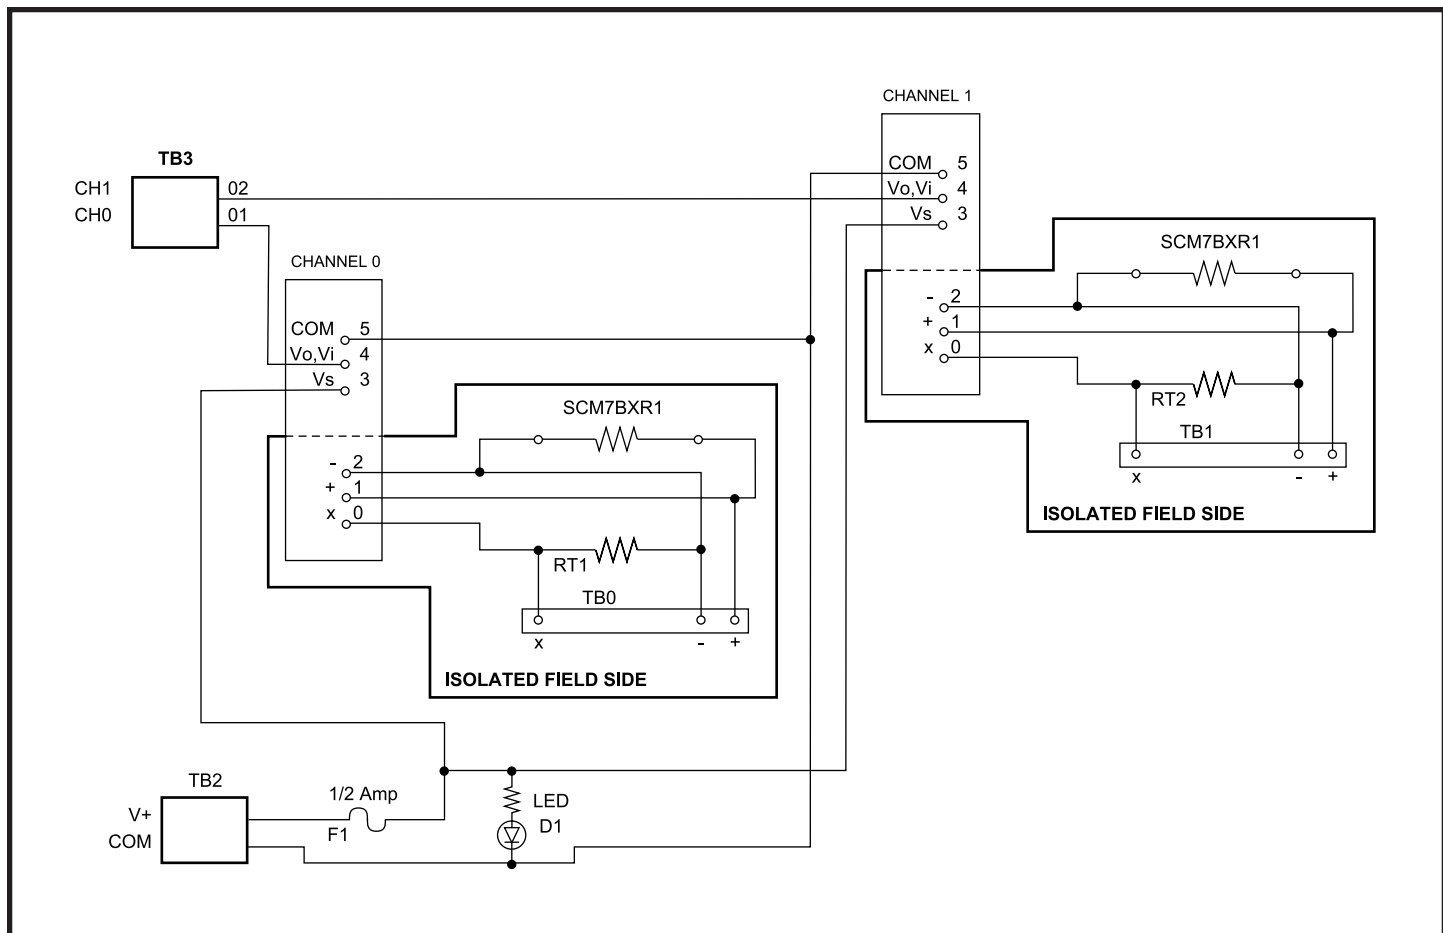 CHANNEL 1
TB3
CH1
02
CH0
01
COM 5
Vo,Vi 4
Vs 3
SCM7BXR1
- 2
+ 1
x 0
RT2
TB1
x - +
ISOLATED FIELD SIDE
CHANNEL 0
COM 5
Vo,Vi 4
Vs 3
SCM7BXR1
- 2
+ 1
x 0
RT1
TB0
x - +
ISOLATED FIELD SIDE
TB2
V+
COM
1/2 Amp
F1
LED
D1